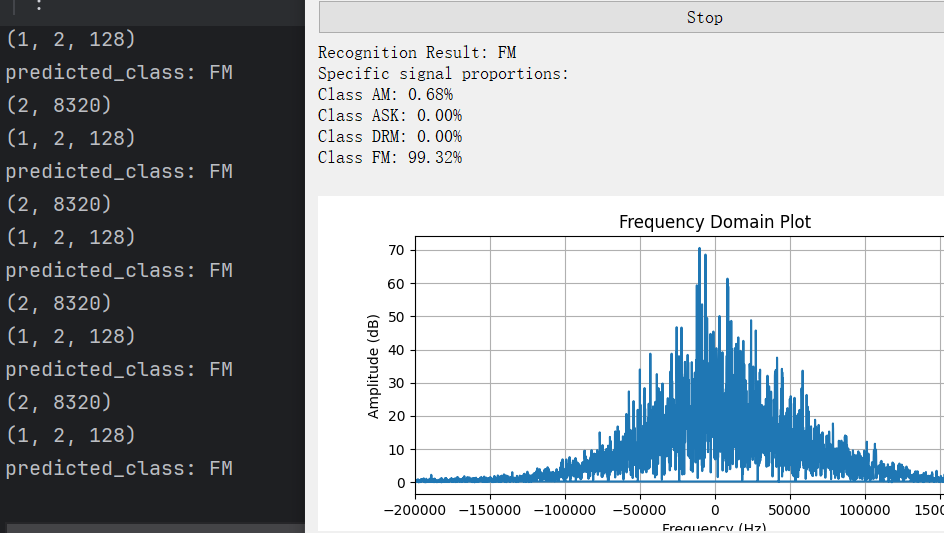 :
(1, 2, 128)
predicted_class: FM
(2, 8320)
(1, 2, 128)
predicted_class: FM
(2, 8320)
(1, 2, 128)
predicted_class: FM
(2, 8320)
(1, 2, 128)
predicted_class: FM
(2, 8320)
(1, 2, 128)
predicted_class: FM
Stop
Recognition Result: FM
Specific signal proportions:
Class AM: 0.68%
Class ASK: 0.00%
Class DRM: 0.00%
Class FM: 99.32%
Frequency Domain Plot
Amplitude (dB)
70
60
50
40
30
20
10
0
−200000 −150000 −100000 −50000 0 50000 100000
Frequency (Hz)